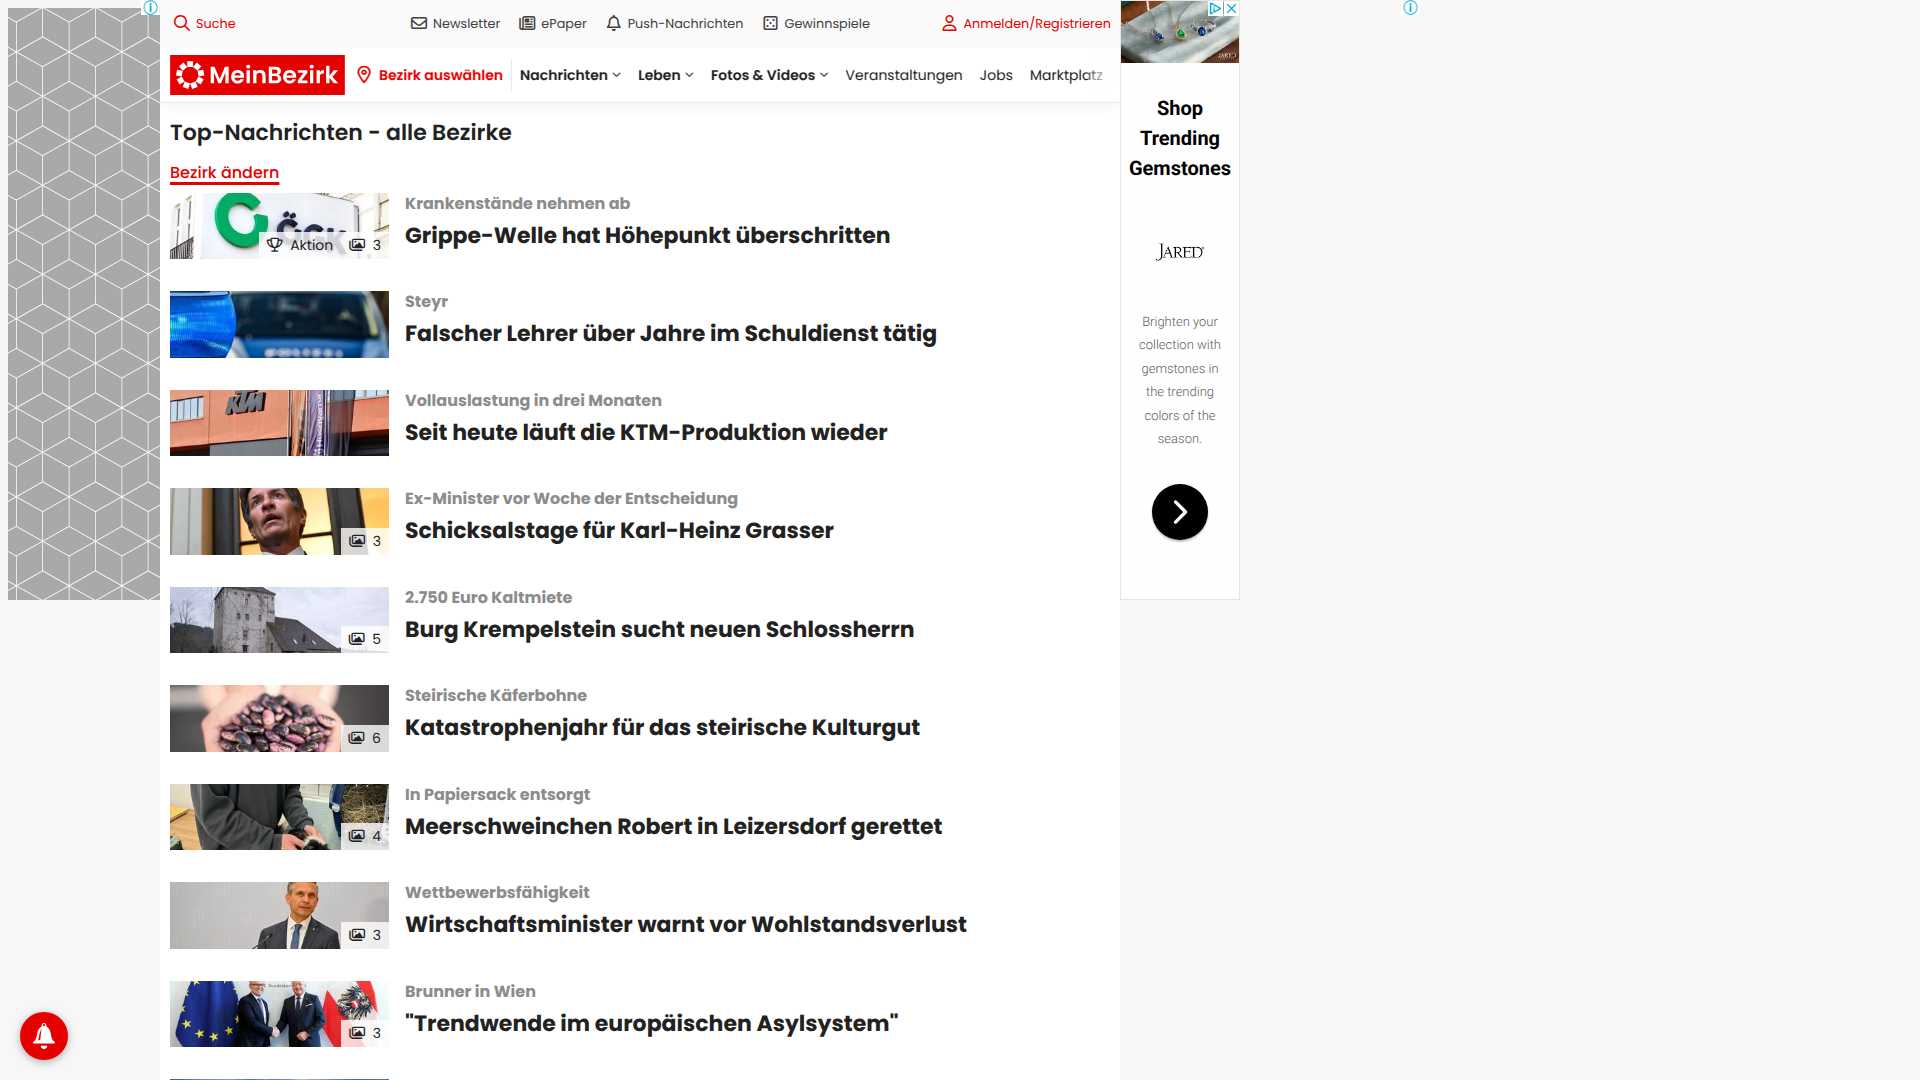 Suche
Newsletter
ePaper
Push-Nachrichten
Gewinnspiele
Anmelden/Registrieren
MeinBezirk
Bezirk auswählen
Nachrichten
Leben
Fotos & Videos
Veranstaltungen
Jobs
Marktplatz
Top-Nachrichten - alle Bezirke
Bezirk ändern
Aktion
3
Krankenstände nehmen ab
Grippe-Welle hat Höhepunkt überschritten
Steyr
Falscher Lehrer über Jahre im Schuldienst tätig
KTM
Vollauslastung in drei Monaten
Seit heute läuft die KTM-Produktion wieder
3
Ex-Minister vor Woche der Entscheidung
Schicksalstage für Karl-Heinz Grasser
5
2.750 Euro Kaltmiete
Burg Krempelstein sucht neuen Schlossherrn
6
Steirische Käferbohne
Katastrophenjahr für das steirische Kulturgut
4
In Papiersack entsorgt
Meerschweinchen Robert in Leizersdorf gerettet
3
Wettbewerbsfähigkeit
Wirtschaftsminister warnt vor Wohlstandsverlust
3
Brunner in Wien
"Trendwende im europäischen Asylsystem"
Shop
Trending
Gemstones
JARED
Brighten your
collection with
gemstones in
the trending
colors of the
season.